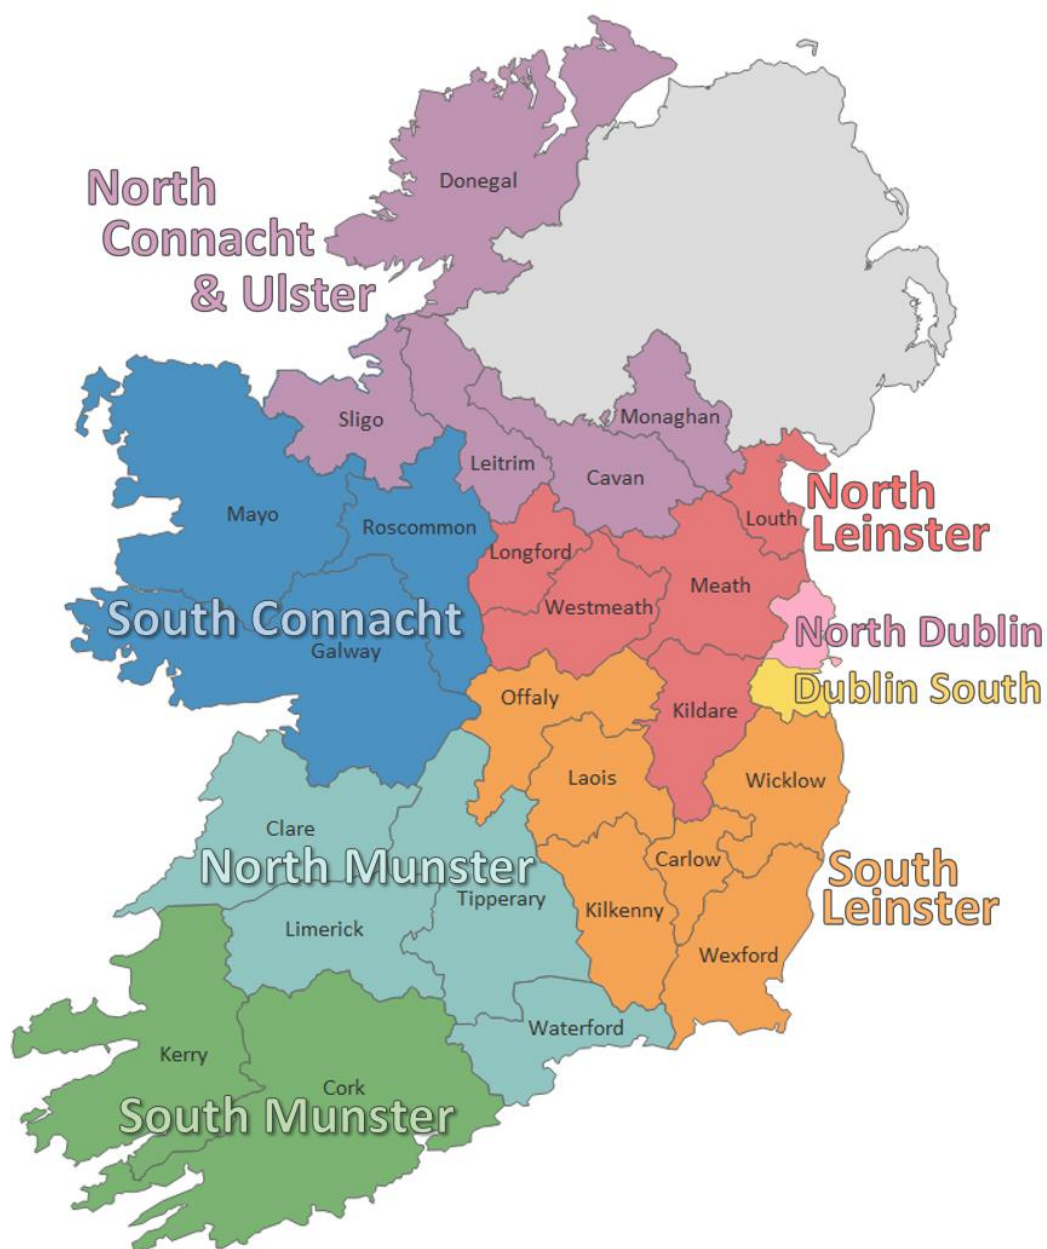 Donegal
North
Connacht
& Ulster
Monaghan
Sligo
Leitrim
Cavan
North
Leinster
Mayo
Roscommon
Louth
Longford
Meath
Westmeath
South Connacht
Galway
North Dublin
Dublin South
Offaly
Kildare
Laois
Wicklow
Clare
North Munster
Carlow
South
Leinster
Tipperary
Kilkenny
Limerick
Wexford
Waterford
Kerry
Cork
South Munster